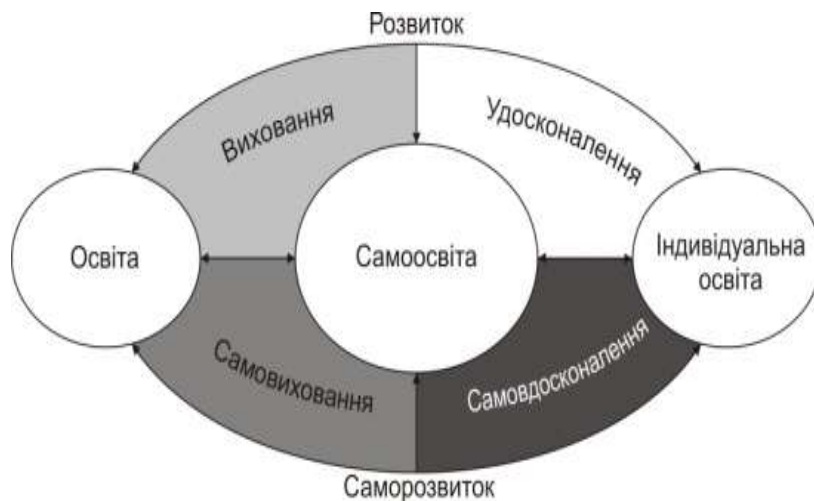 Розвиток
Виховання
Удосконалення
Освіта
Самоосвіта
Індивідуальна
освіта
Самовиховання
Самовдосконалення
Саморозвиток